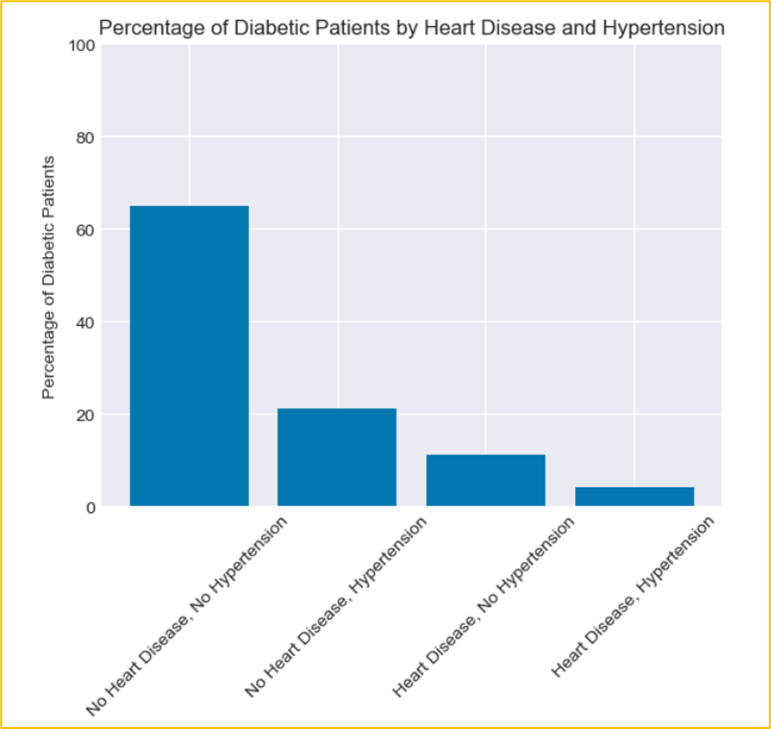 Percentage of Diabetic Patients by Heart Disease and Hypertension
Percentage of Diabetic Patients
100
80
60
40
20
0
No Heart Disease, No Hypertension
No Heart Disease, Hypertension
Heart Disease, No Hypertension
Heart Disease, Hypertension